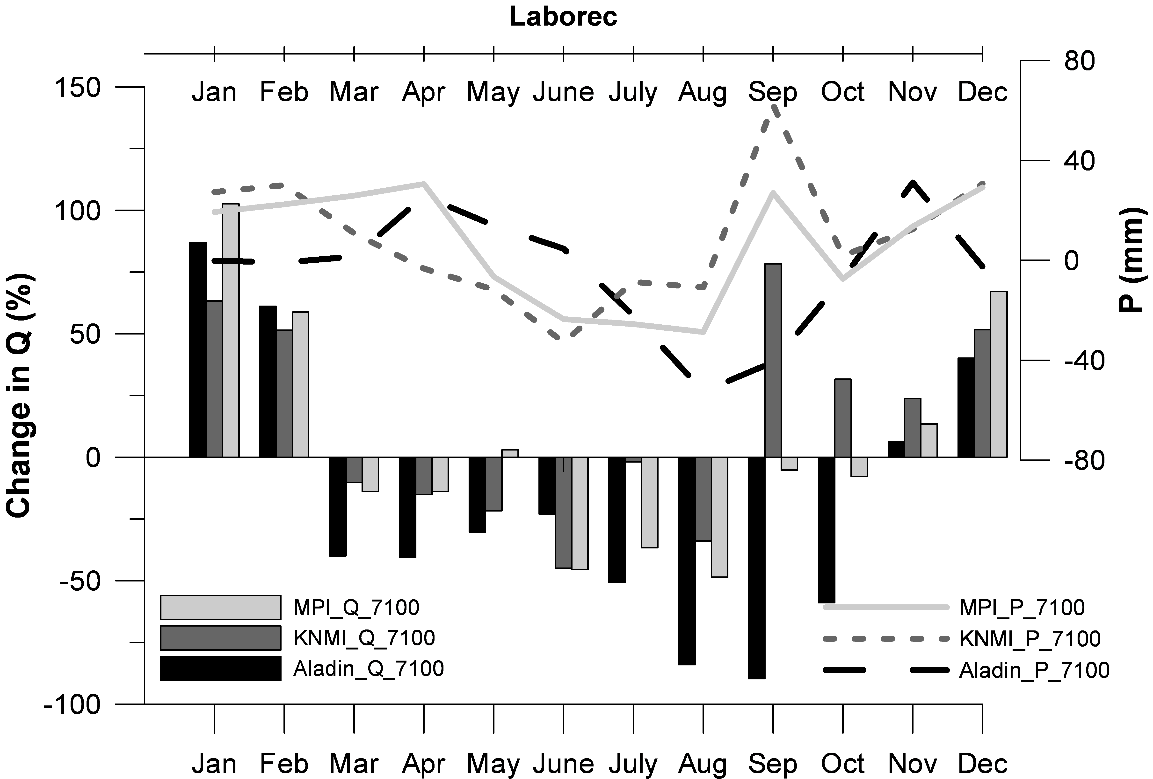 Laborec
Jan Feb Mar Apr May June July Aug Sep Oct Nov Dec
150
100
50
0
-50
-100
Change in Q (%)
80
40
0
-40
-80
P (mm)
MPI_Q_7100
KNMI_Q_7100
Aladin_Q_7100
MPI_P_7100
KNMI_P_7100
Aladin_P_7100
Jan Feb Mar Apr May June July Aug Sep Oct Nov Dec